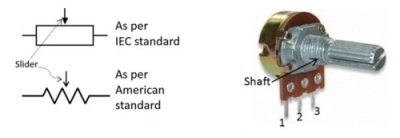 As per
IEC standard
Slider
As per
American
standard
Shaft
1 2 3